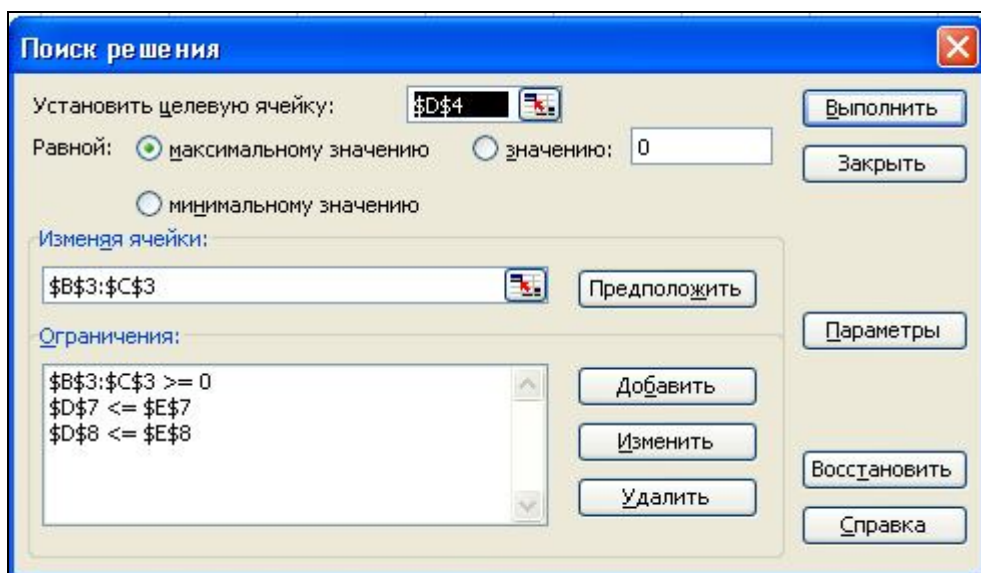 Поиск решения
Установить целевую ячейку: $D$4
Выполнить
Равной: максимальному значению значению: 0
Закрыть
минимальному значению
Изменяя ячейки:
$B$3:$C$3
Предположить
Ограничения:
Параметры
$B$3:$C$3 >= 0
$D$7 <= $E$7
$D$8 <= $E$8
Добавить
Изменить
Удалить
Восстановить
Справка